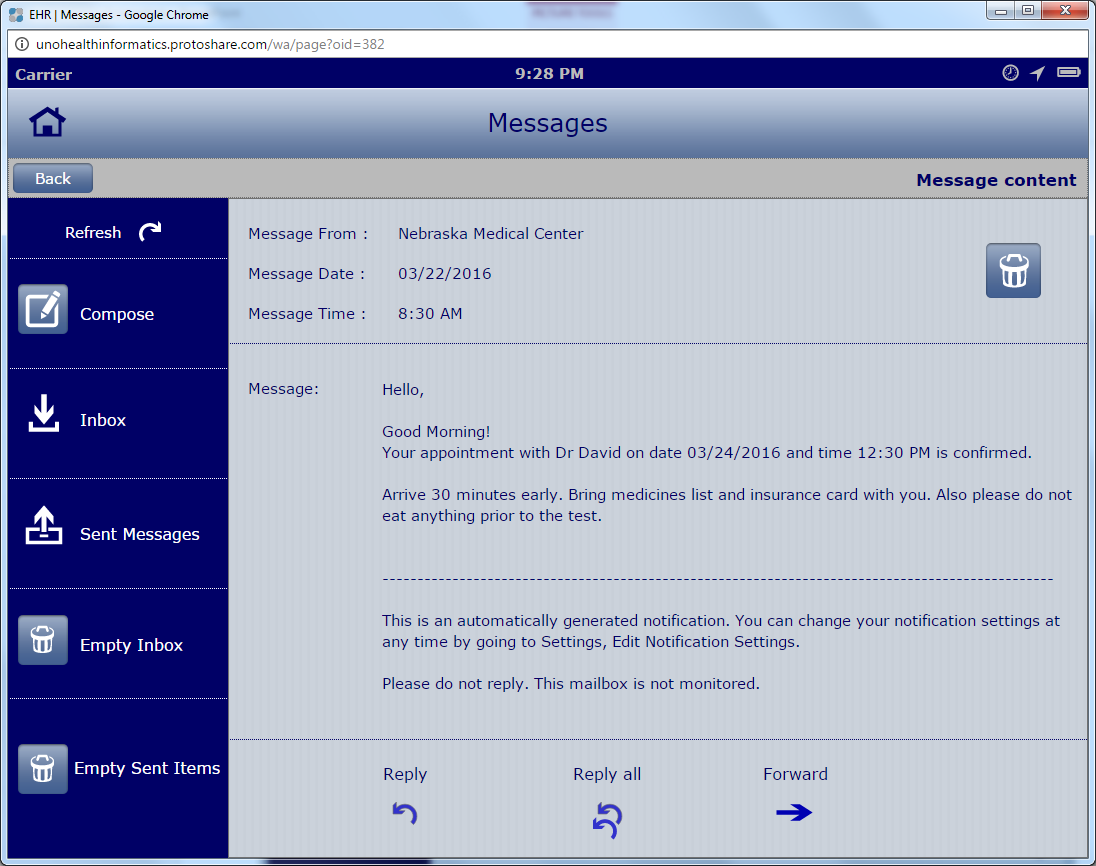 EHR | Messages - Google Chrome
unohealthinformatics.protoshare.com/wa/page?oid=382
Carrier 9:28 PM
Messages
Back Message content
Refresh
Compose
Inbox
Sent Messages
Empty Inbox
Empty Sent Items
Message From : Nebraska Medical Center
Message Date : 03/22/2016
Message Time : 8:30 AM
Message: Hello,
Good Morning!
Your appointment with Dr David on date 03/24/2016 and time 12:30 PM is confirmed.
Arrive 30 minutes early. Bring medicines list and insurance card with you. Also please do not
eat anything prior to the test.
------------------------------------------------------------------------------------------------
This is an automatically generated notification. You can change your notification settings at
any time by going to Settings, Edit Notification Settings.
Please do not reply. This mailbox is not monitored.
Reply Reply all Forward